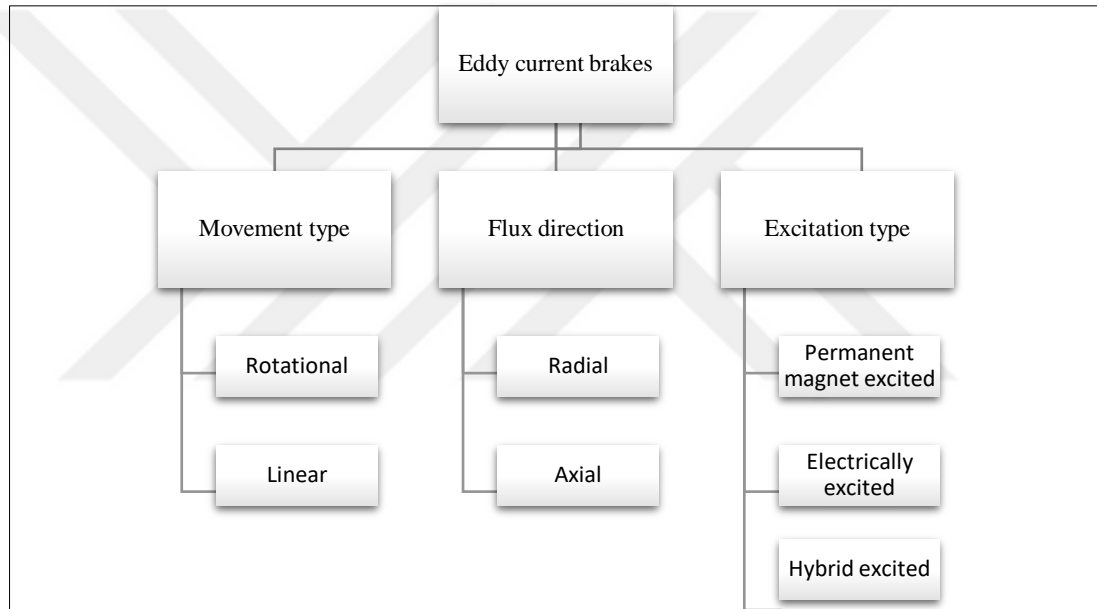 Eddy current brakes
Movement type
Flux direction
Excitation type
Rotational
Linear
Radial
Axial
Permanent
magnet excited
Electrically
excited
Hybrid excited